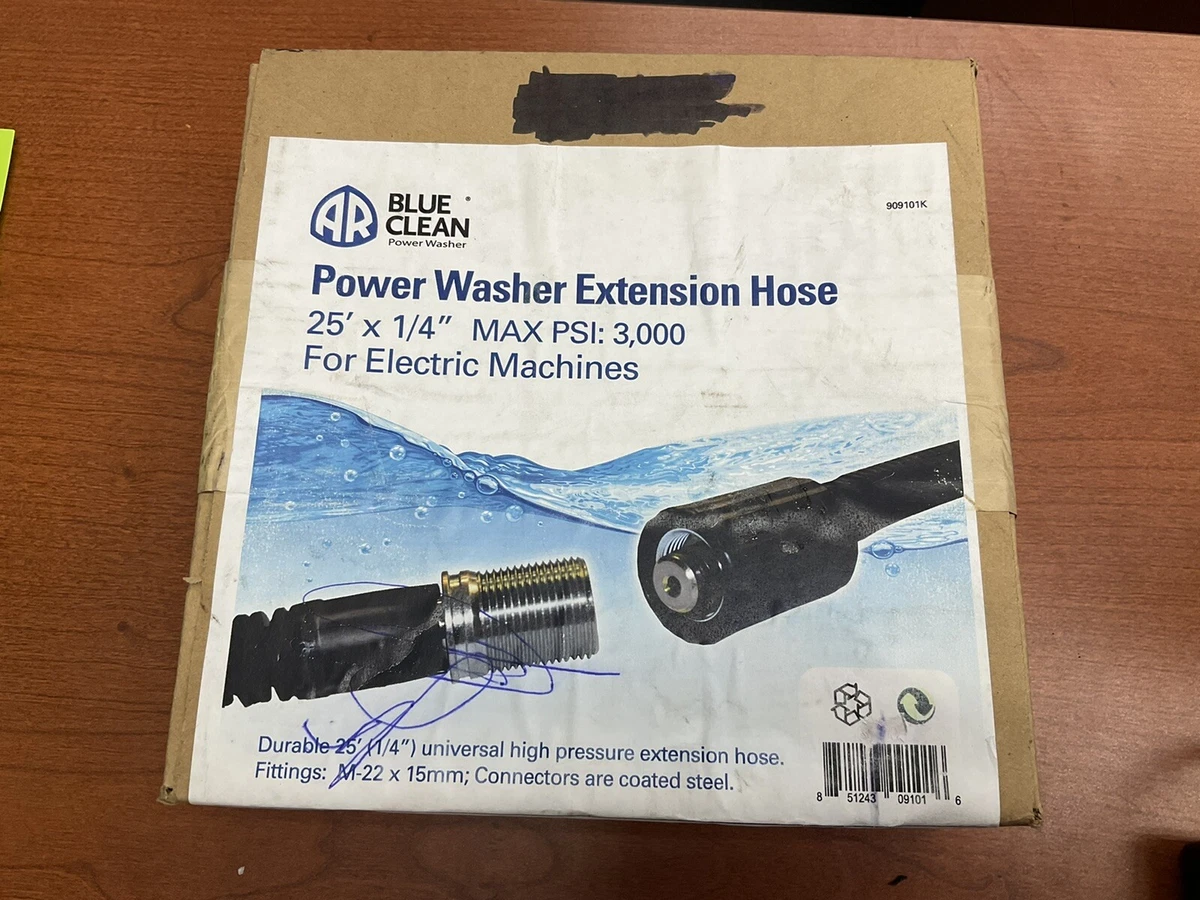 AR BLUE CLEAN ®
Power Washer
909101K
Power Washer Extension Hose
25' x 1/4" MAX PSI: 3,000
For Electric Machines
Durable 25' (1/4") universal high pressure extension hose.
Fittings: M-22 x 15mm; Connectors are coated steel.
8 51243 09101 6